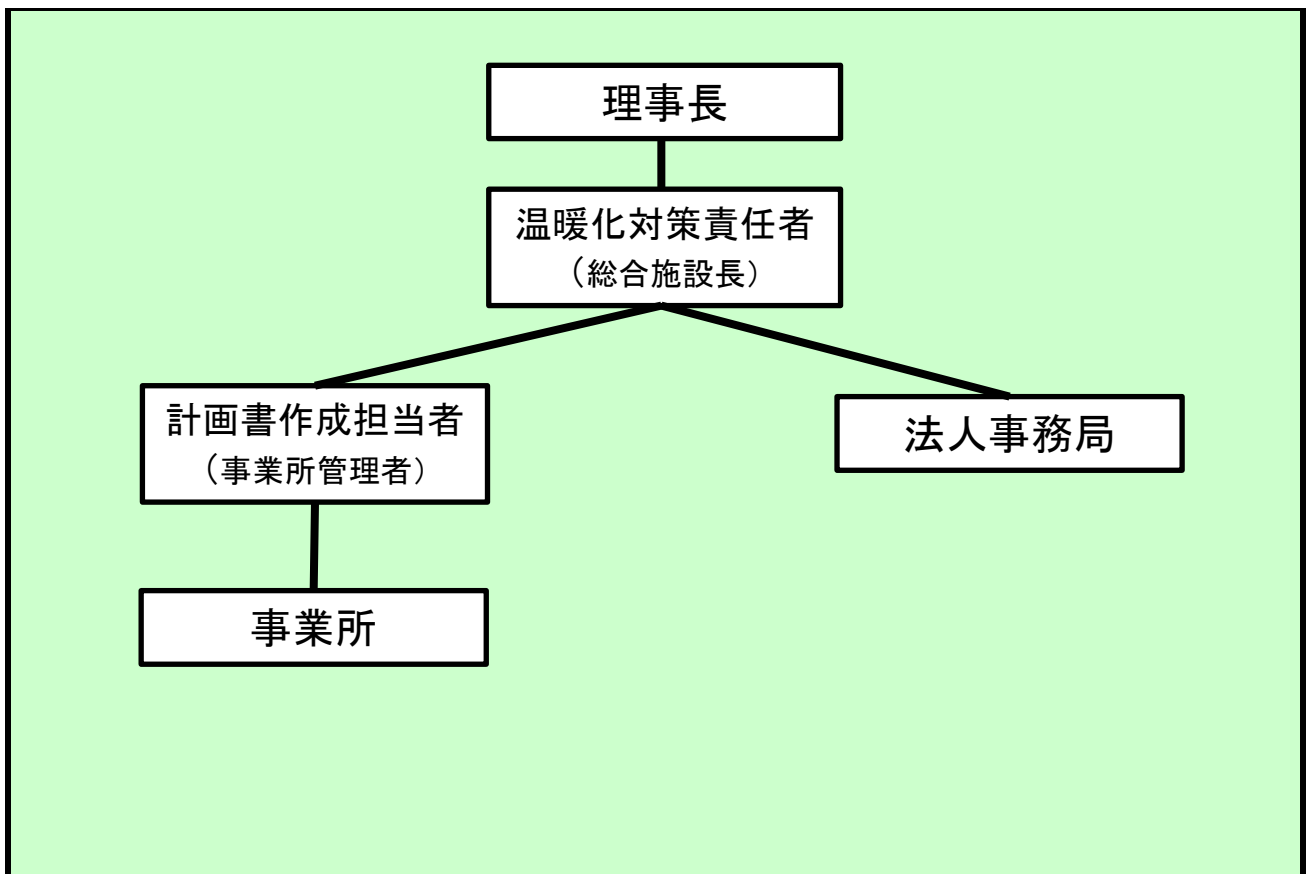 理事長
温暖化対策責任者
（総合施設長）
計画書作成担当者
（事業所管理者）
法人事務局
事業所